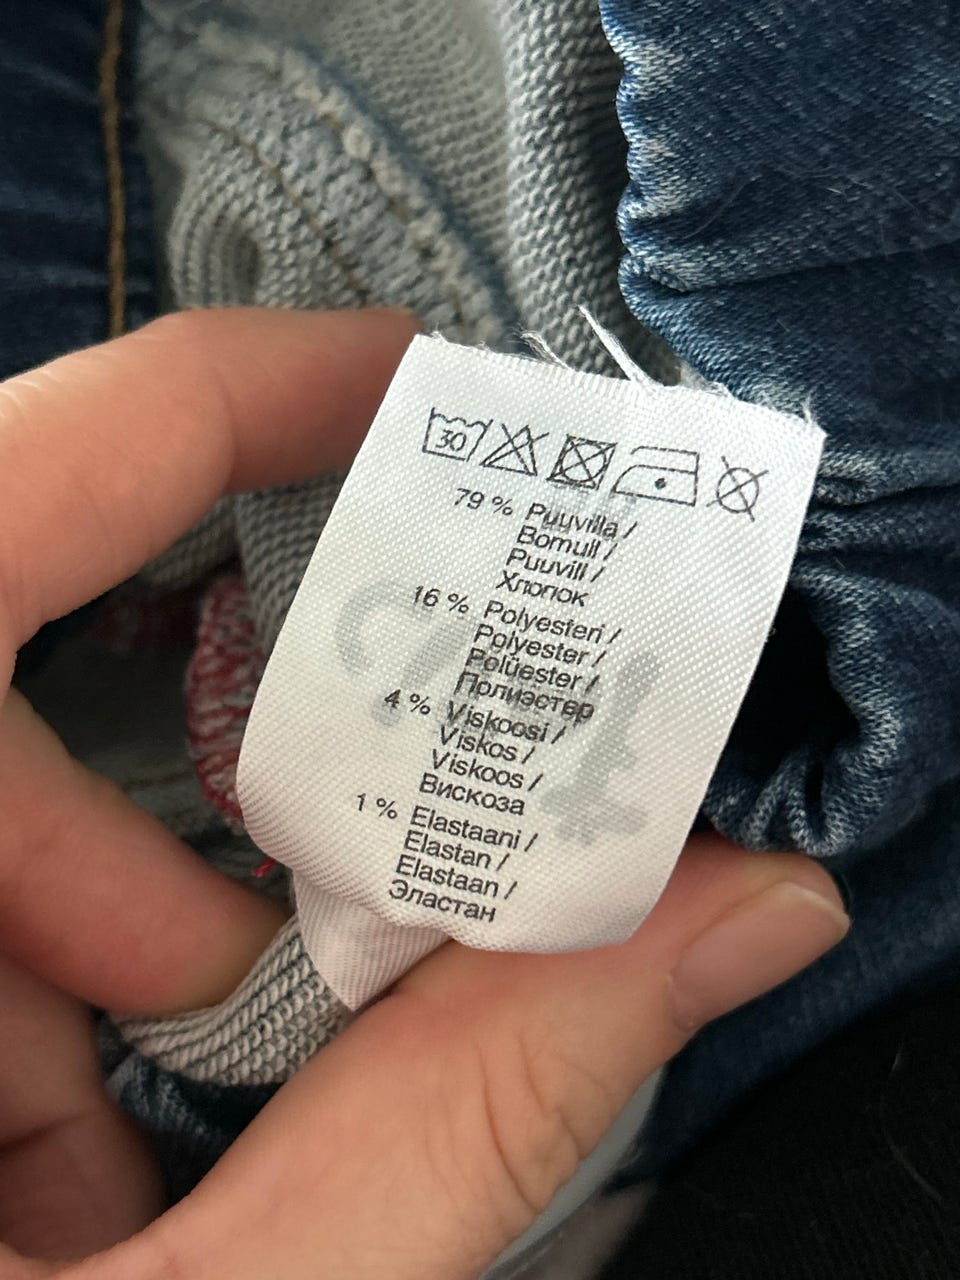 30
79 % Puuvilla /
Bomull /
Puuvill /
Хлопок
16 % Polyesteri /
Polyester /
Polüester /
Полиэстер
4 % Viskoosi /
Viskos /
Viskoos /
Вискоза
1 % Elastaani /
Elastan /
Elastaan /
Эластан